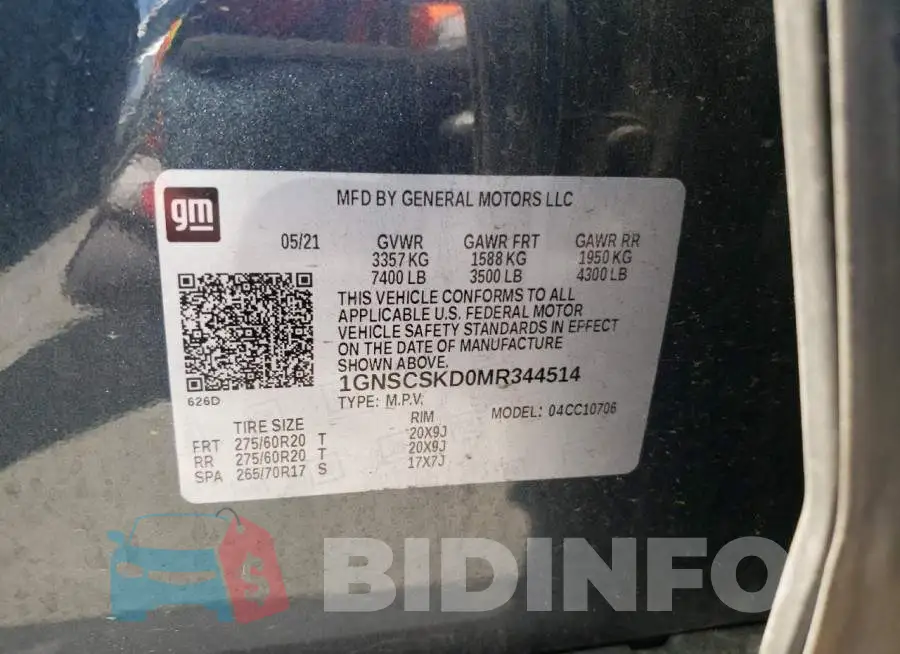 gm
MFD BY GENERAL MOTORS LLC
05/21 GVWR GAWR FRT GAWR RR
3357 KG 1588 KG 1950 KG
7400 LB 3500 LB 4300 LB
THIS VEHICLE CONFORMS TO ALL
APPLICABLE U.S. FEDERAL MOTOR
VEHICLE SAFETY STANDARDS IN EFFECT
ON THE DATE OF MANUFACTURE
SHOWN ABOVE.
1GNSCSKD0MR344514
626D
TYPE: M.P.V. MODEL: 04CC10706
TIRE SIZE RIM
FRT 275/60R20 T 20X9J
RR 275/60R20 T 20X9J
SPA 265/70R17 S 17X7J
$ BIDINFO